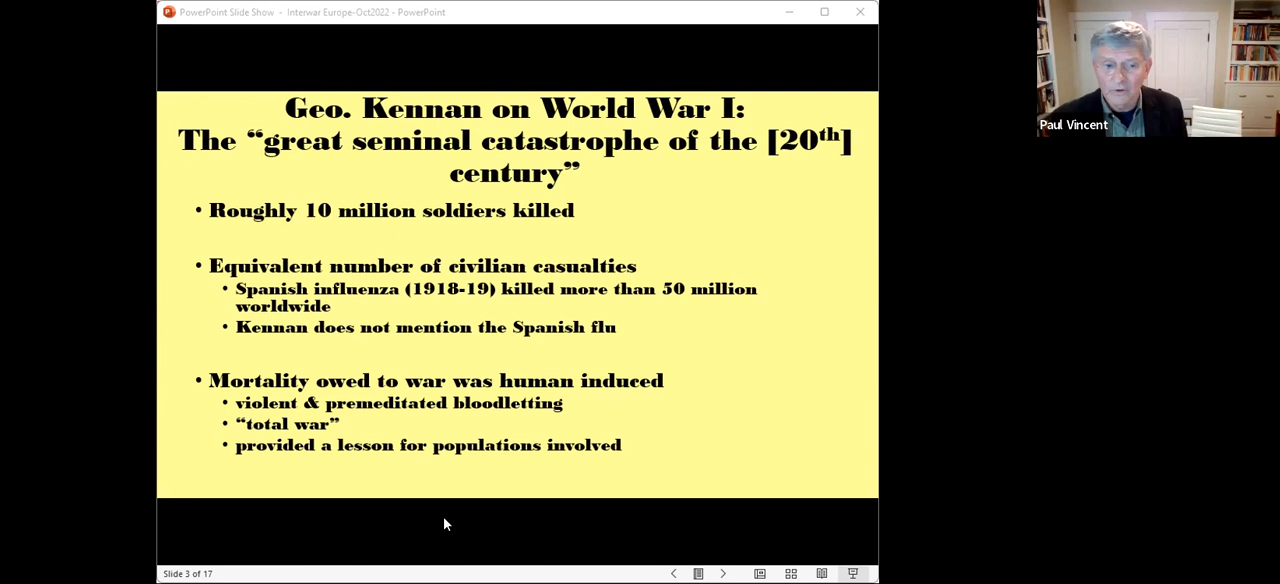 PowerPoint Slide Show - Interwar Europe-Oct2022 - PowerPoint
Geo. Kennan on World War I:
The “great seminal catastrophe of the [20th]
century”
• Roughly 10 million soldiers killed
• Equivalent number of civilian casualties
• Spanish influenza (1918-19) killed more than 50 million
worldwide
• Kennan does not mention the Spanish flu
• Mortality owed to war was human induced
• violent & premeditated bloodletting
• “total war”
• provided a lesson for populations involved
Slide 3 of 17
Paul Vincent